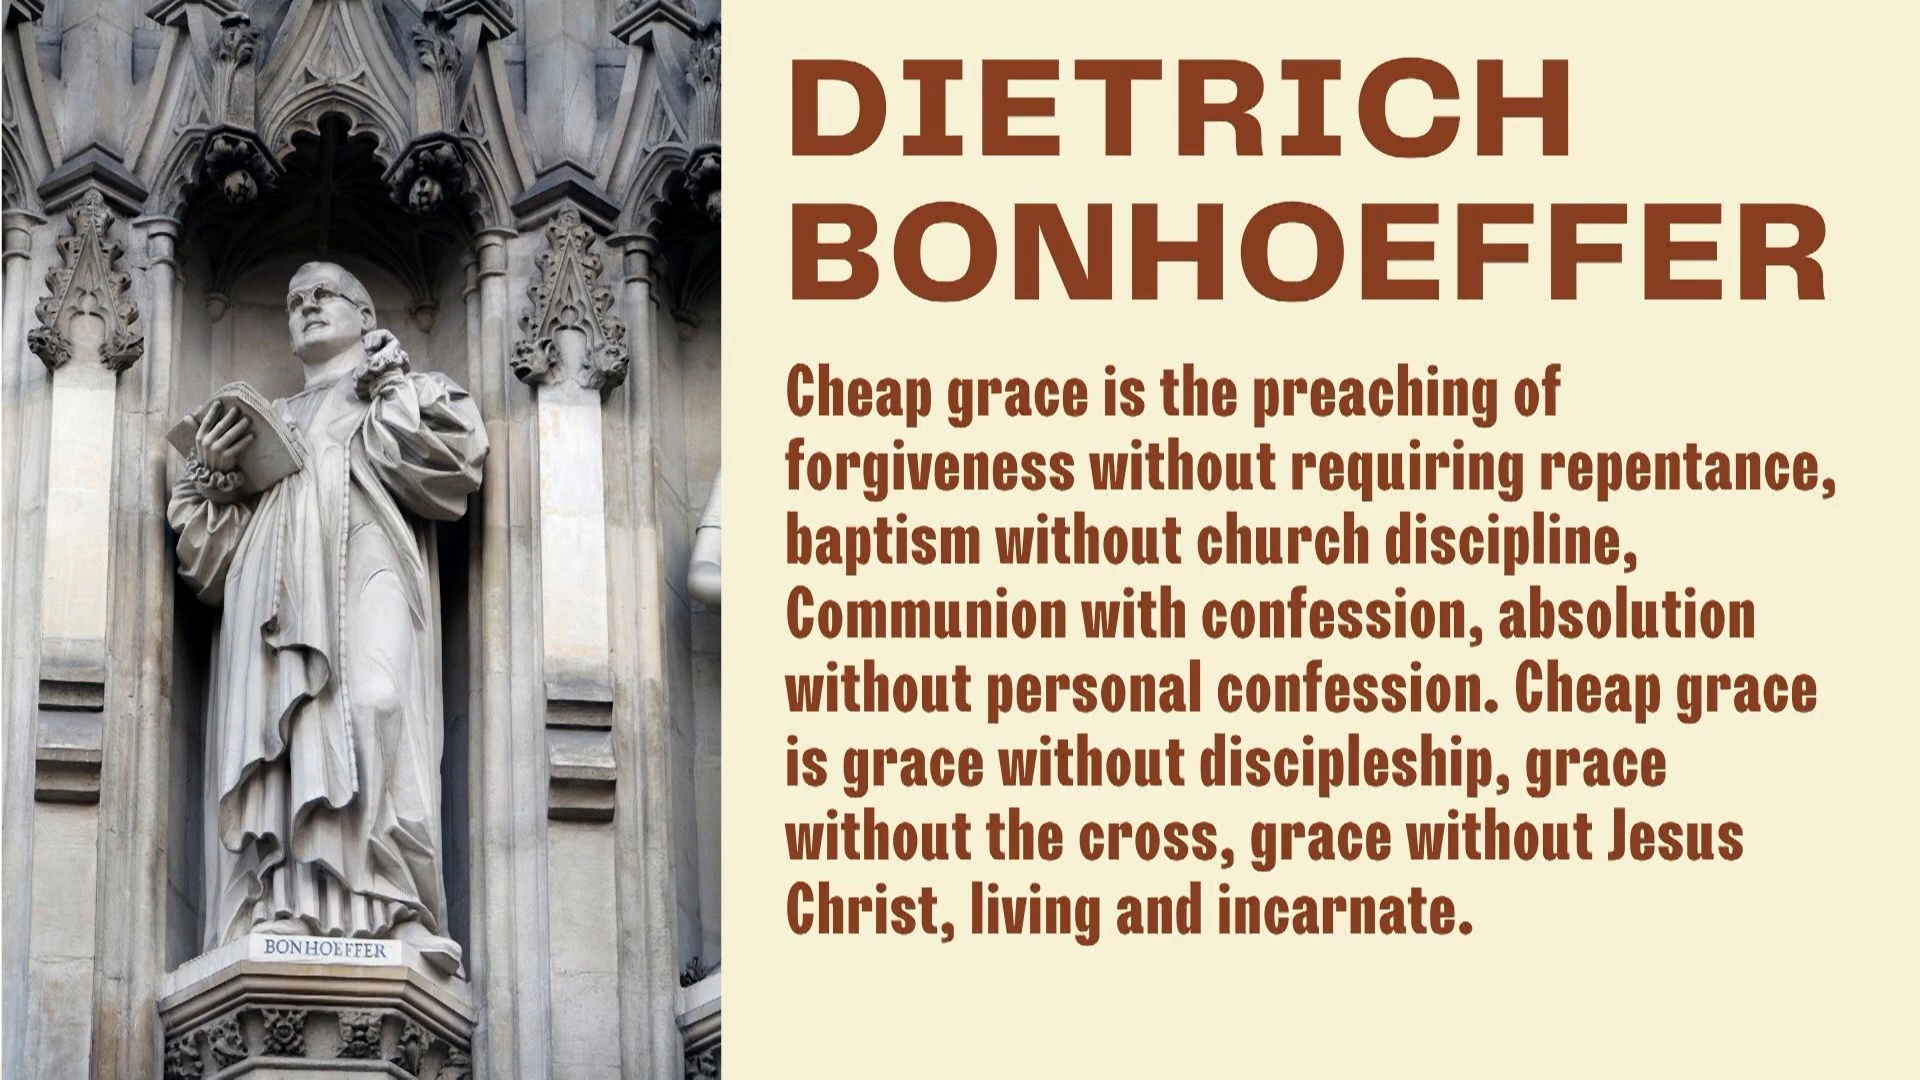 DIETRICH
BONHOEFFER
Cheap grace is the preaching of
forgiveness without requiring repentance,
baptism without church discipline,
Communion with confession, absolution
without personal confession. Cheap grace
is grace without discipleship, grace
without the cross, grace without Jesus
Christ, living and incarnate.
BONHOEFFER